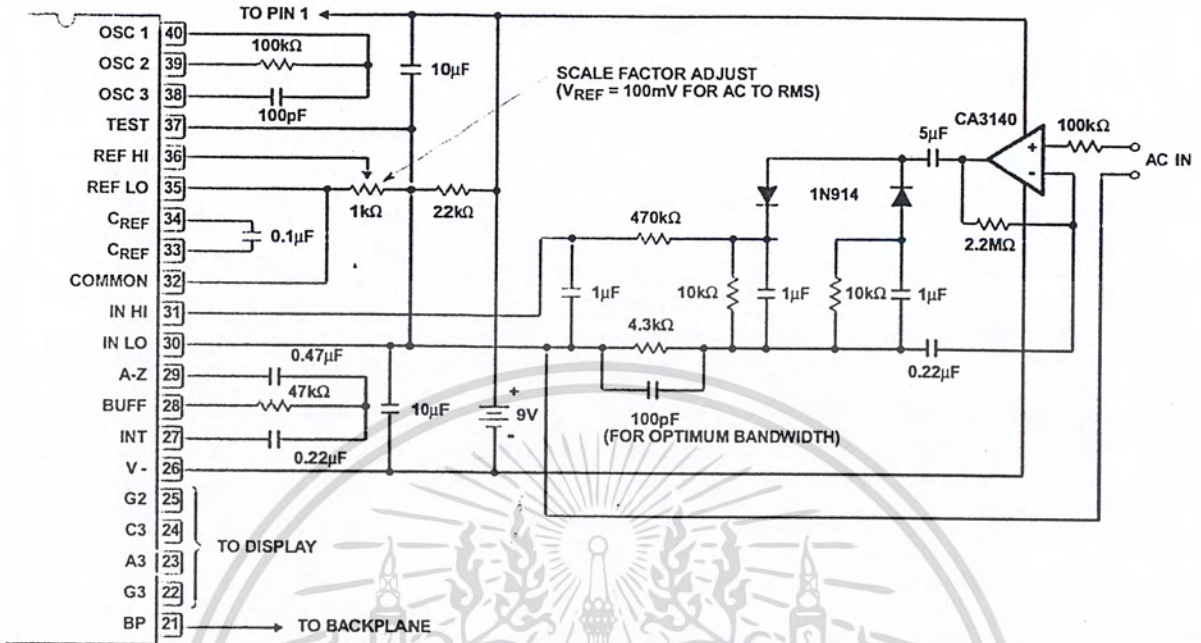 TO PIN 1
OSC 1 40
100kΩ
OSC 2 39
10µF
SCALE FACTOR ADJUST
(VREF = 100mV FOR AC TO RMS)
OSC 3 38
100pF
TEST 37
CA3140
100kΩ
5µF
+
-
AC IN
REF HI 36
REF LO 35
1kΩ
22kΩ
1N914
470kΩ
2.2MΩ
CREF 34
0.1µF
CREF 33
COMMON 32
1µF
10kΩ
1µF
10kΩ
1µF
IN HI 31
4.3kΩ
IN LO 30
0.47µF
0.22µF
A-Z 29
47kΩ
BUFF 28
10µF
+
9V
-
100pF
(FOR OPTIMUM BANDWIDTH)
INT 27
0.22µF
V - 26
G2 25
C3 24
TO DISPLAY
A3 23
G3 22
BP 21
TO BACKPLANE